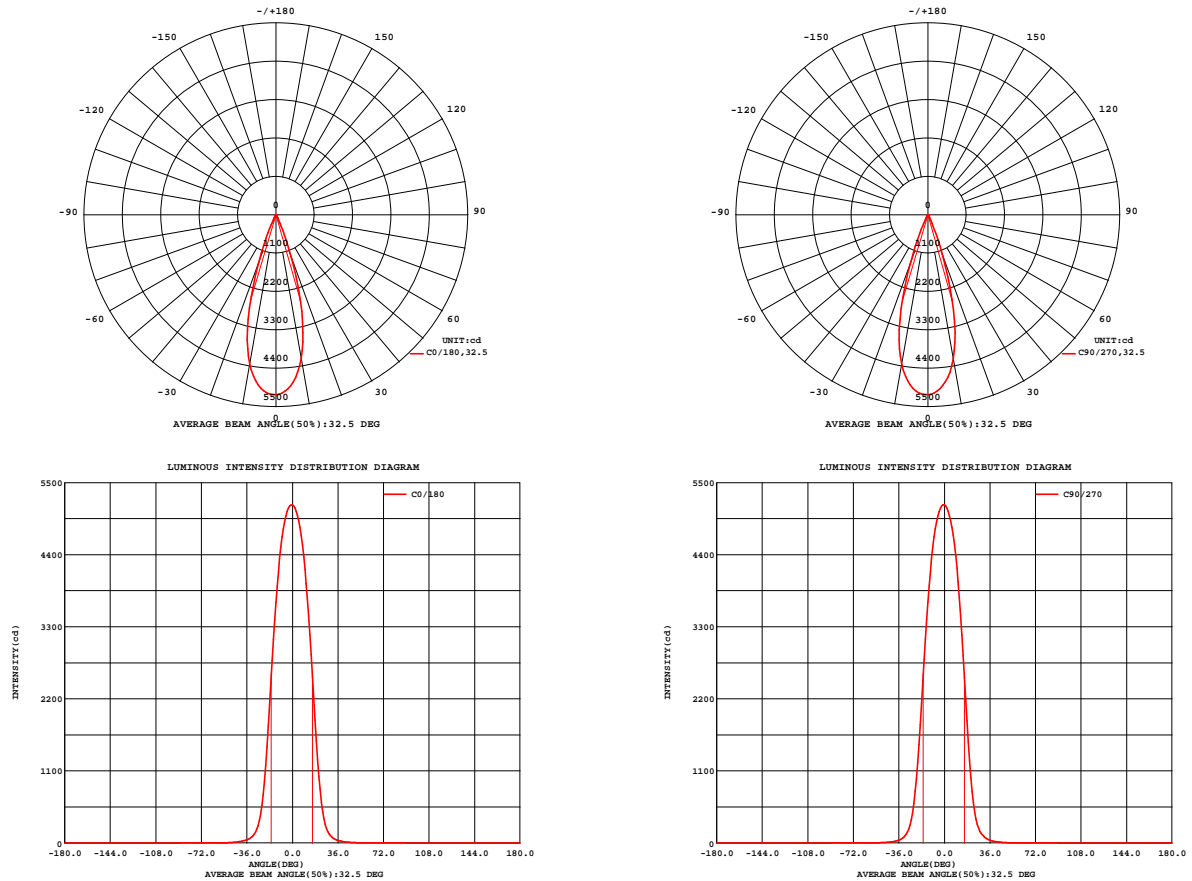 -/+180
-150 150
-120 120
-90 90
-60 60
-30 30
0
1100
2200
3300
4400
5500
0
UNIT:cd
C0/180,32.5
AVERAGE BEAM ANGLE(50%):32.5 DEG
-/+180
-150 150
-120 120
-90 90
-60 60
-30 30
0
1100
2200
3300
4400
5500
0
UNIT:cd
C90/270,32.5
AVERAGE BEAM ANGLE(50%):32.5 DEG
LUMINOUS INTENSITY DISTRIBUTION DIAGRAM
C0/180
5500
4400
3300
2200
1100
0
INTENSITY(cd)
-180.0 -144.0 -108.0 -72.0 -36.0 0.0 36.0 72.0 108.0 144.0 180.0
ANGLE(DEG)
AVERAGE BEAM ANGLE(50%):32.5 DEG
LUMINOUS INTENSITY DISTRIBUTION DIAGRAM
C90/270
5500
4400
3300
2200
1100
0
INTENSITY(cd)
-180.0 -144.0 -108.0 -72.0 -36.0 0.0 36.0 72.0 108.0 144.0 180.0
ANGLE(DEG)
AVERAGE BEAM ANGLE(50%):32.5 DEG